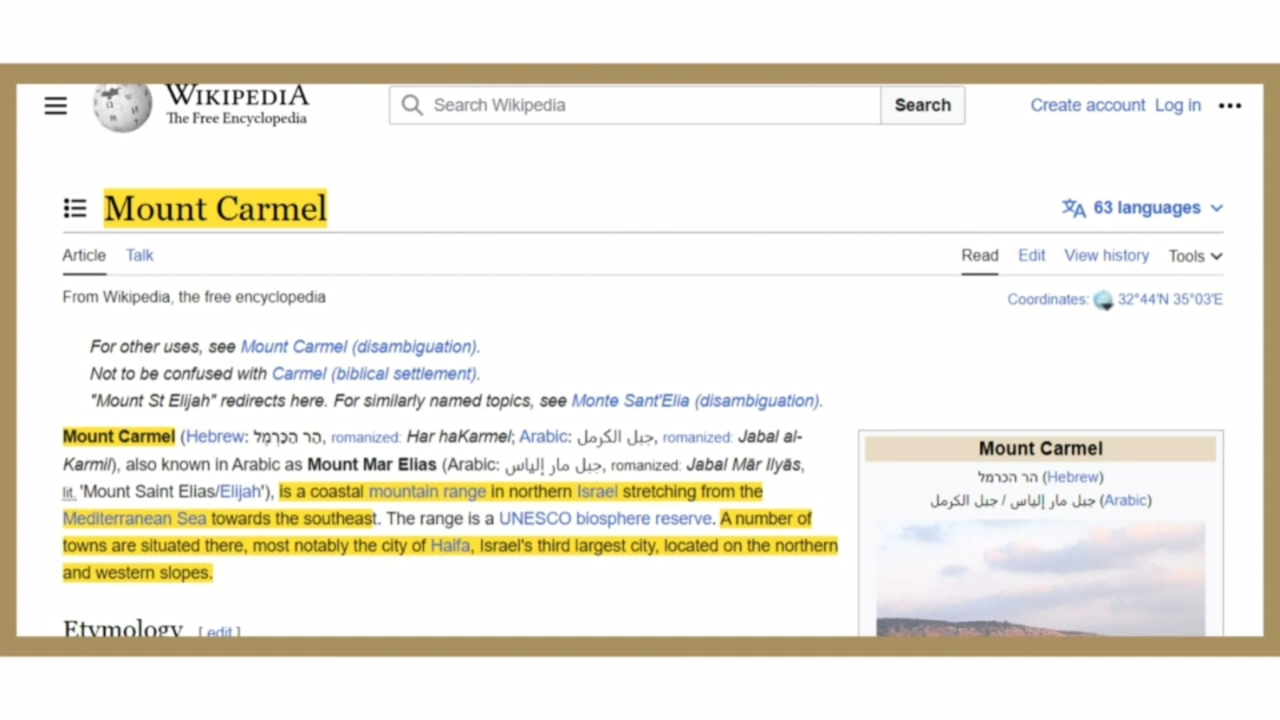 WIKIPEDIA
The Free Encyclopedia
Search Wikipedia
Search
Create account Log in
Mount Carmel
63 languages
Article Talk
Read Edit View history Tools
From Wikipedia, the free encyclopedia
Coordinates: 32°44′N 35°03′E
For other uses, see Mount Carmel (disambiguation).
Not to be confused with Carmel (biblical settlement).
"Mount St Elijah" redirects here. For similarly named topics, see Monte Sant'Elia (disambiguation).
Mount Carmel (Hebrew: הַר הַכַּרְמֶל, romanized: Har haKarmel; Arabic: جبل الكرمل, romanized: Jabal al-
Karmil), also known in Arabic as Mount Mar Elias (Arabic: جبل مار إلياس, romanized: Jabal Mār Ilyās,
lit. 'Mount Saint Elias/Elijah'), is a coastal mountain range in northern Israel stretching from the
Mediterranean Sea towards the southeast. The range is a UNESCO biosphere reserve. A number of
towns are situated there, most notably the city of Haifa, Israel's third largest city, located on the northern
and western slopes.
Mount Carmel
הר הכרמל (Hebrew)
جبل مار إلياس / جبل الكرمل (Arabic)
Etymology [ edit ]